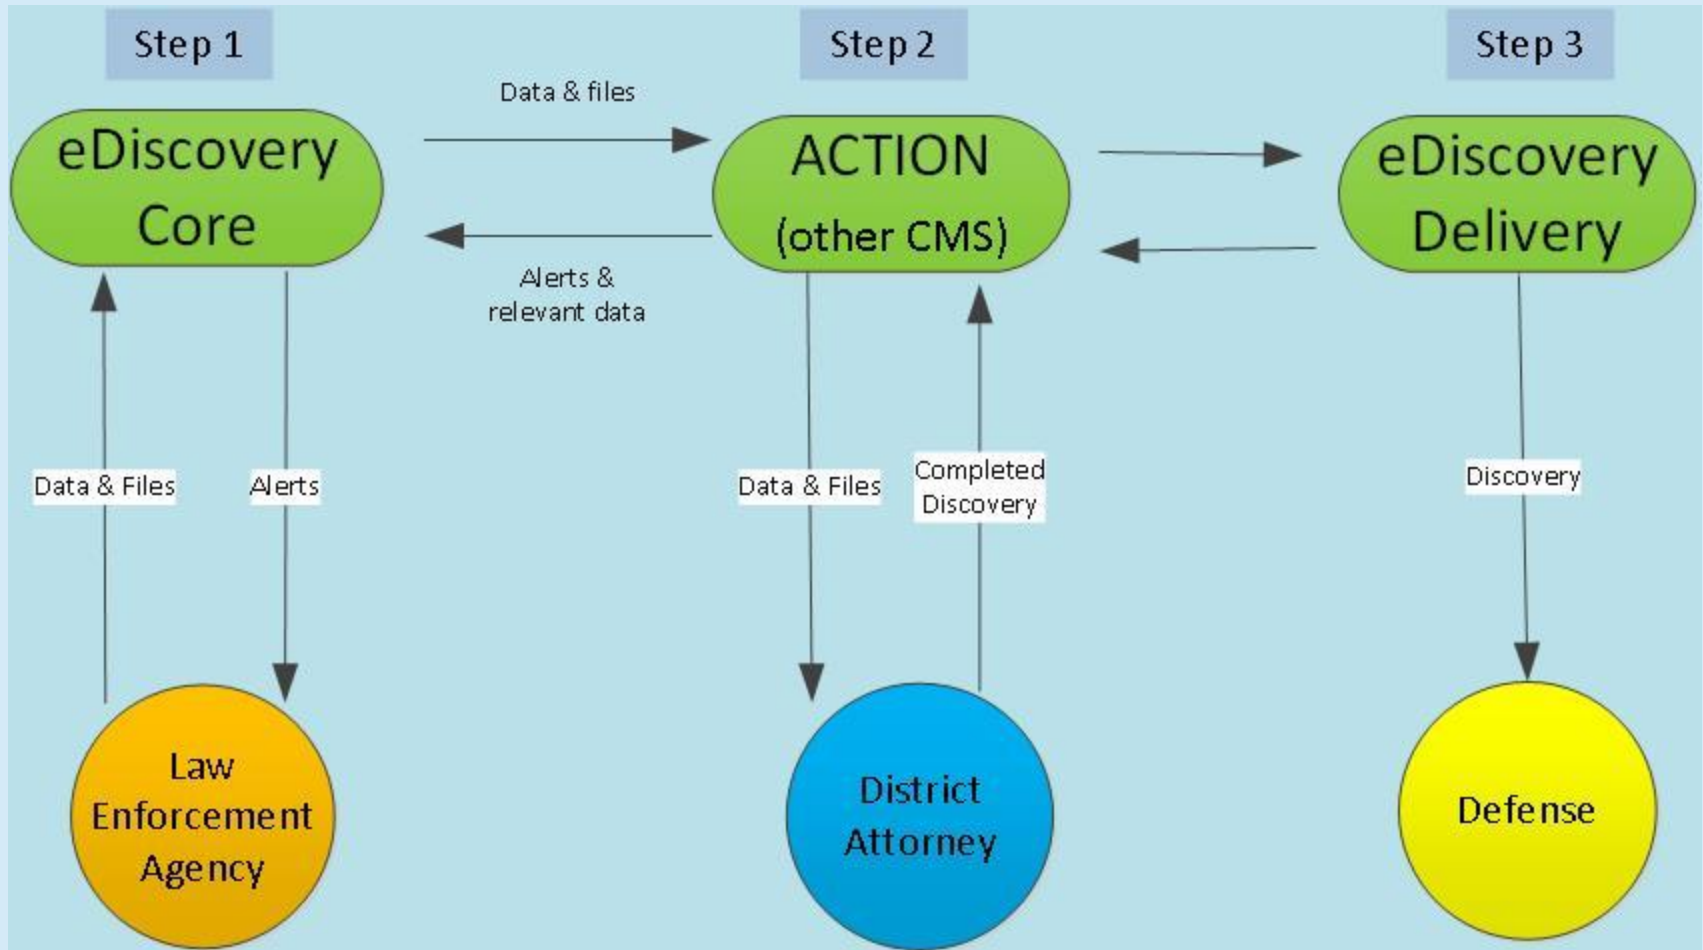 Step 1
Step 2
Step 3
eDiscovery
Core
Data & files
ACTION
(other CMS)
eDiscovery
Delivery
Alerts &
relevant data
Data & Files
Alerts
Data & Files
Completed
Discovery
Discovery
Law
Enforcement
Agency
District
Attorney
Defense